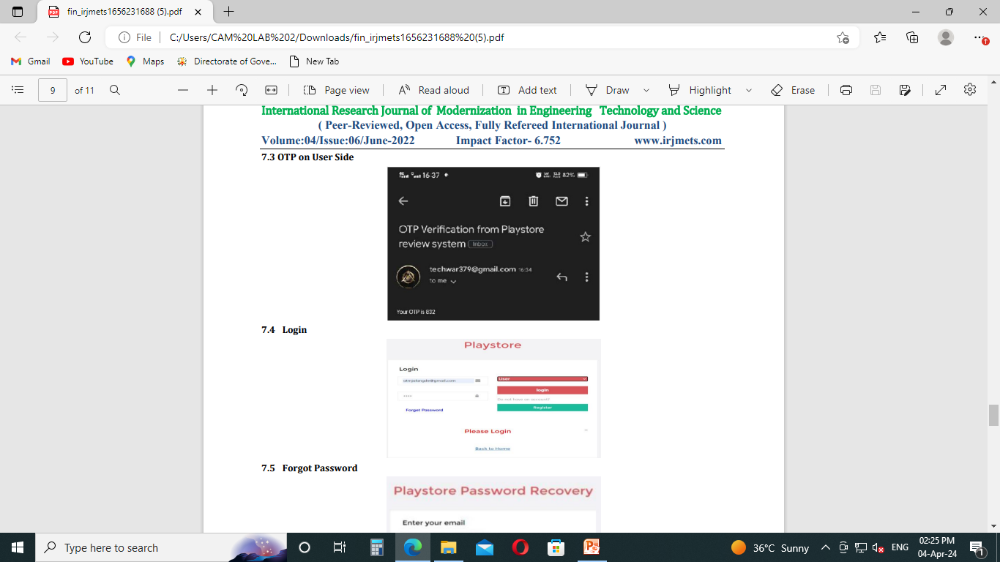 fin_irjmets1656231688 (5).pdf
File C:/Users/CAM%20LAB%202/Downloads/fin_irjmets1656231688%20(5).pdf
Gmail YouTube Maps Directorate of Gove... New Tab
9 of 11 Page view Read aloud Add text Draw Highlight Erase
International Research Journal of Modernization in Engineering Technology and Science
( Peer-Reviewed, Open Access, Fully Refereed International Journal )
Volume:04/Issue:06/June-2022 Impact Factor- 6.752 www.irjmets.com
7.3 OTP on User Side
16:37 82%
OTP Verification from Playstore
review system Inbox
techwar379@gmail.com 16:34
to me
Your OTP is 832
7.4 Login
Playstore
Login
User
login
Do not have an account?
Forget Password Register
Please Login
Back to Home
7.5 Forgot Password
Playstore Password Recovery
Enter your email
Type here to search 36°C Sunny ENG 02:25 PM
04-Apr-24
1